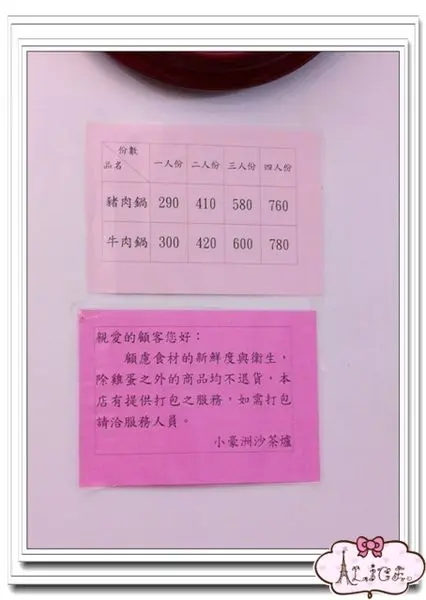 份數
品名 一人份 二人份 三人份 四人份
豬肉鍋 290 410 580 760
牛肉鍋 300 420 600 780
親愛的顧客您好：
顧慮食材的新鮮度與衛生，
除雞蛋之外的商品均不退貨，本
店有提供打包之服務，如需打包
請洽服務人員。
小豪洲沙茶爐
ALICE